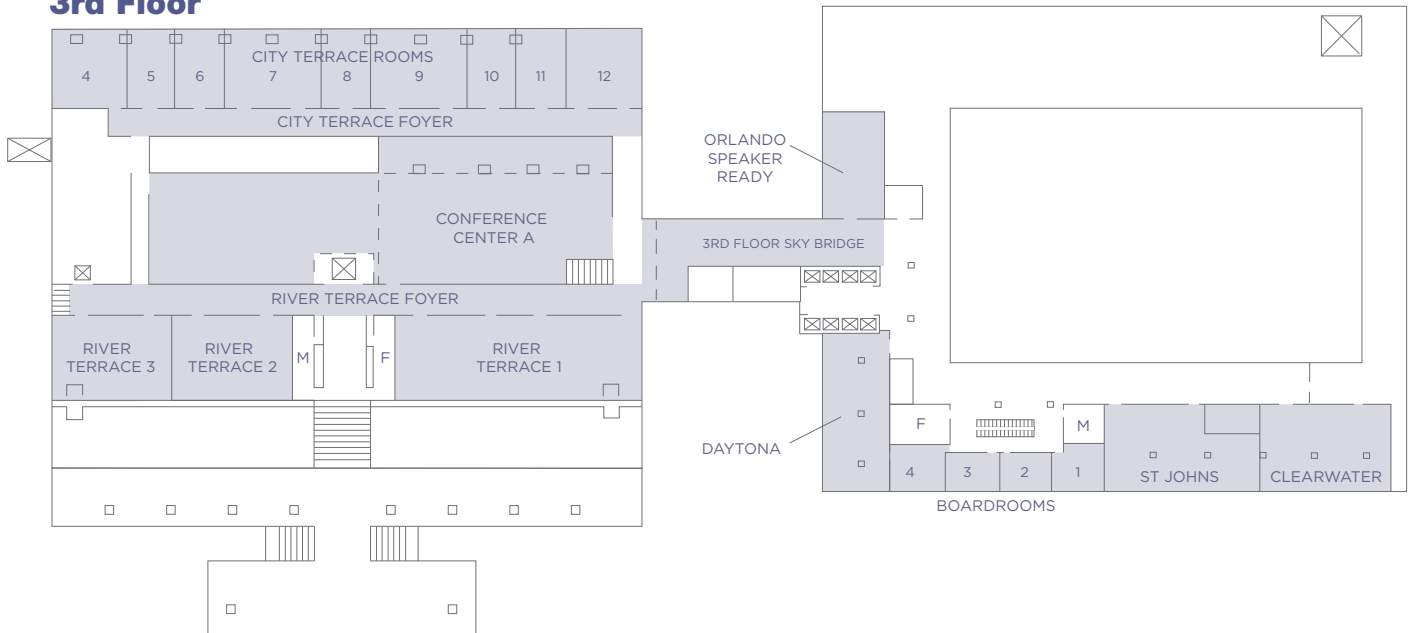 3rd Floor
CITY TERRACE ROOMS
4 5 6 7 8 9 10 11 12
CITY TERRACE FOYER
CONFERENCE
CENTER A
RIVER TERRACE FOYER
RIVER
TERRACE 3
RIVER
TERRACE 2
M
F
RIVER
TERRACE 1
ORLANDO
SPEAKER
READY
3RD FLOOR SKY BRIDGE
DAYTONA
F
M
4 3 2 1
BOARDROOMS
ST JOHNS
CLEARWATER